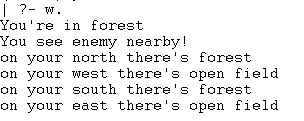 | ?- w.
You're in forest
You see enemy nearby!
on your north there's forest
on your west there's open field
on your south there's forest
on your east there's open field